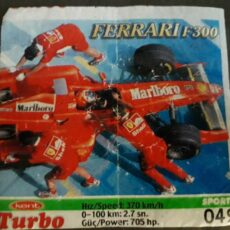 FERRARI F300
Marlboro
Marlboro
Kent
Turbo
Hız/Speed: 370 km/h
0-100 km: 2.7 sn.
Güç/Power: 705 hp.
SPORT
049